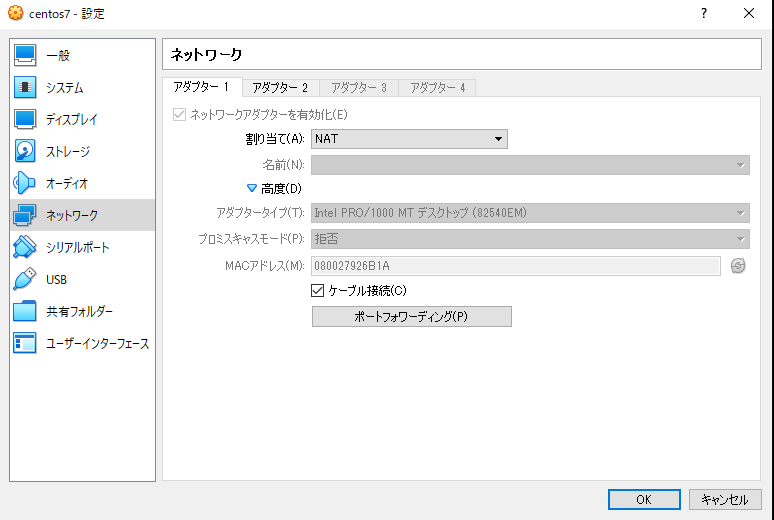 centos7 - 設定
一般
システム
ディスプレイ
ストレージ
オーディオ
ネットワーク
シリアルポート
USB
共有フォルダー
ユーザーインターフェース
ネットワーク
アダプター 1 アダプター 2 アダプター 3 アダプター 4
ネットワークアダプターを有効化(E)
割り当て(A): NAT
名前(N):
高度(D)
アダプタータイプ(T): Intel PRO/1000 MT デスクトップ (82540EM)
プロミスキャスモード(P): 拒否
MACアドレス(M): 080027926B1A
ケーブル接続(C)
ポートフォワーディング(P)
OK キャンセル